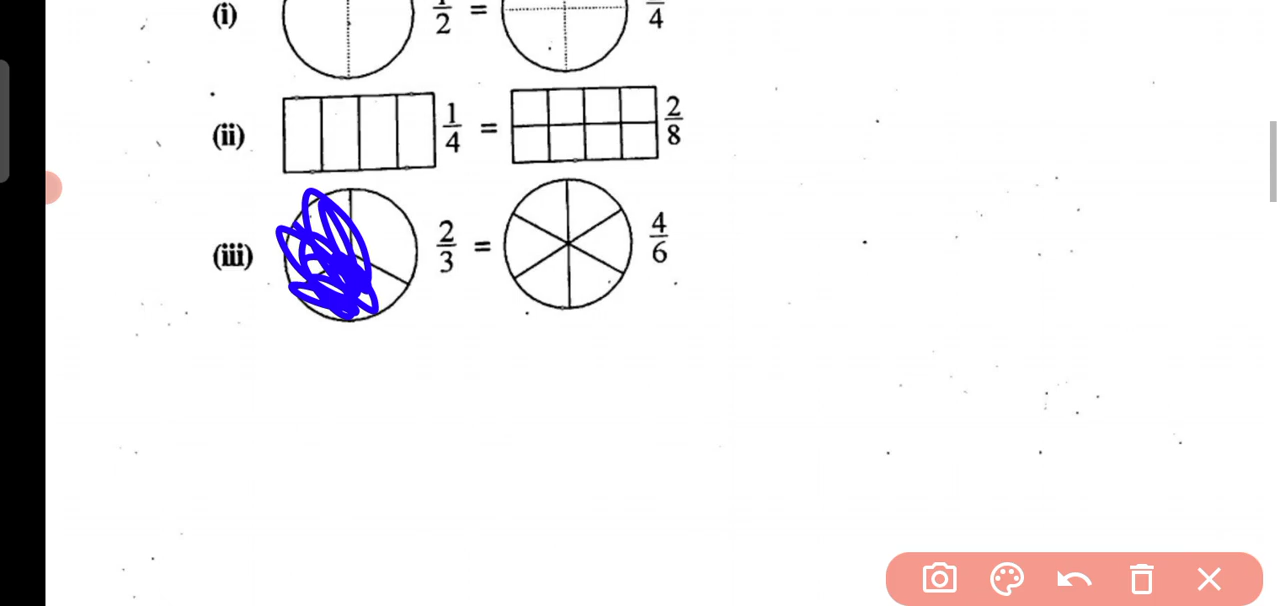 (i) 1/2 = /4
(ii) 1/4 = 2/8
(iii) 2/3 = 4/6